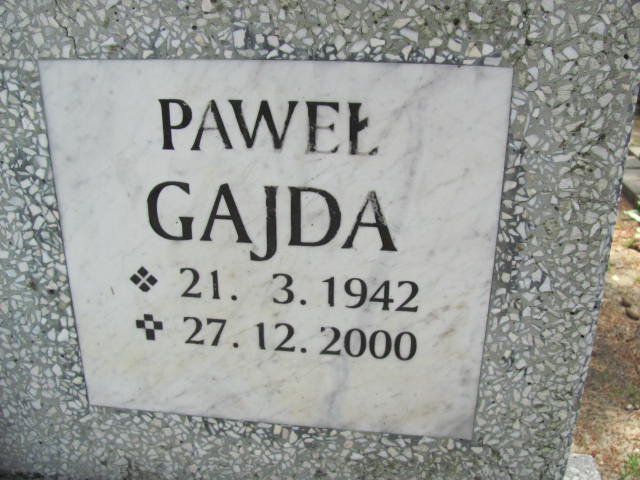 PAWEŁ
GAJDA
21. 3. 1942
27. 12. 2000